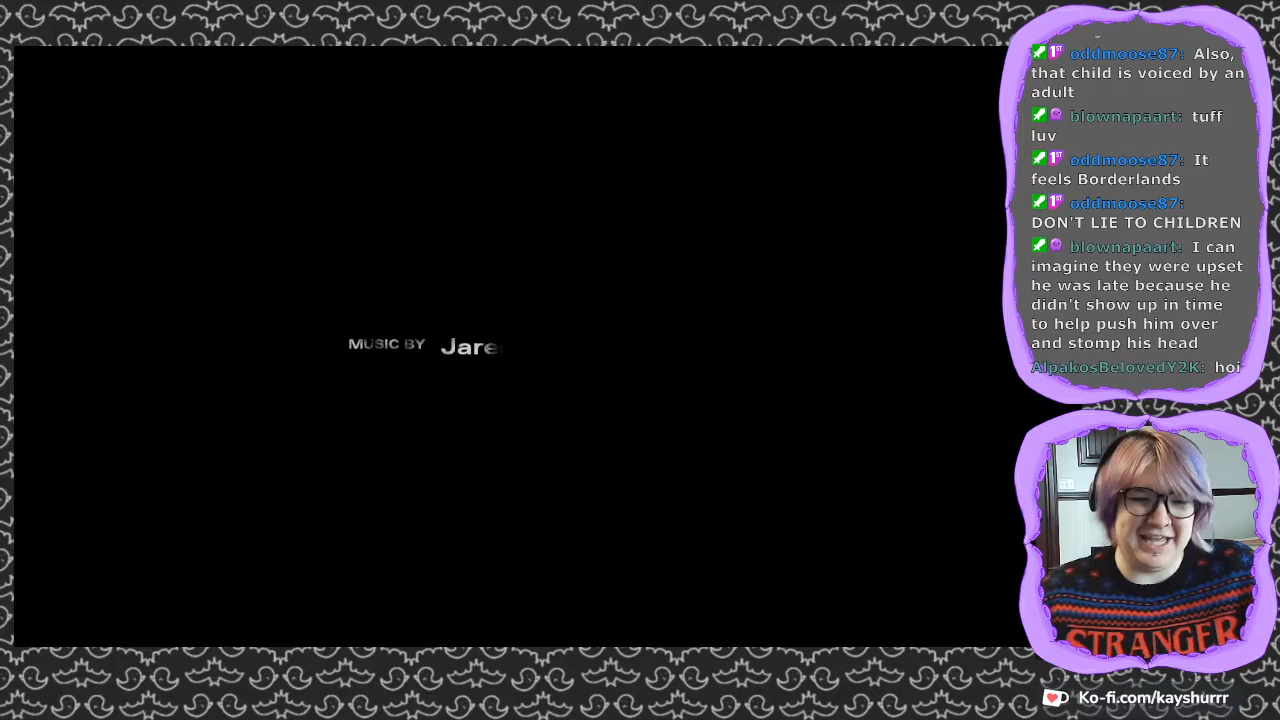 MUSIC BY Jare
oddmoose87: Also,
that child is voiced by an
adult
blownapaart: tuff
luv
oddmoose87: It
feels Borderlands
oddmoose87:
DON'T LIE TO CHILDREN
blownapaart: I can
imagine they were upset
he was late because he
didn't show up in time
to help push him over
and stomp his head
AlpakosBelovedY2K: hoi
STRANGER
Ko-fi.com/kayshurrr